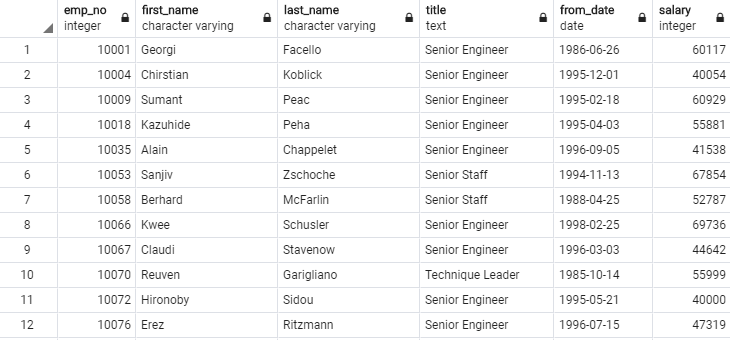 emp_no first_name last_name title from_date salary
integer character varying character varying text date integer
1 10001 Georgi Facello Senior Engineer 1986-06-26 60117
2 10004 Chirstian Koblick Senior Engineer 1995-12-01 40054
3 10009 Sumant Peac Senior Engineer 1995-02-18 60929
4 10018 Kazuhide Peha Senior Engineer 1995-04-03 55881
5 10035 Alain Chappelet Senior Engineer 1996-09-05 41538
6 10053 Sanjiv Zschoche Senior Staff 1994-11-13 67854
7 10058 Berhard McFarlin Senior Staff 1988-04-25 52787
8 10066 Kwee Schusler Senior Engineer 1998-02-25 69736
9 10067 Claudi Stavenow Senior Engineer 1996-03-03 44642
10 10070 Reuven Garigliano Technique Leader 1985-10-14 55999
11 10072 Hironoby Sidou Senior Engineer 1995-05-21 40000
12 10076 Erez Ritzmann Senior Engineer 1996-07-15 47319